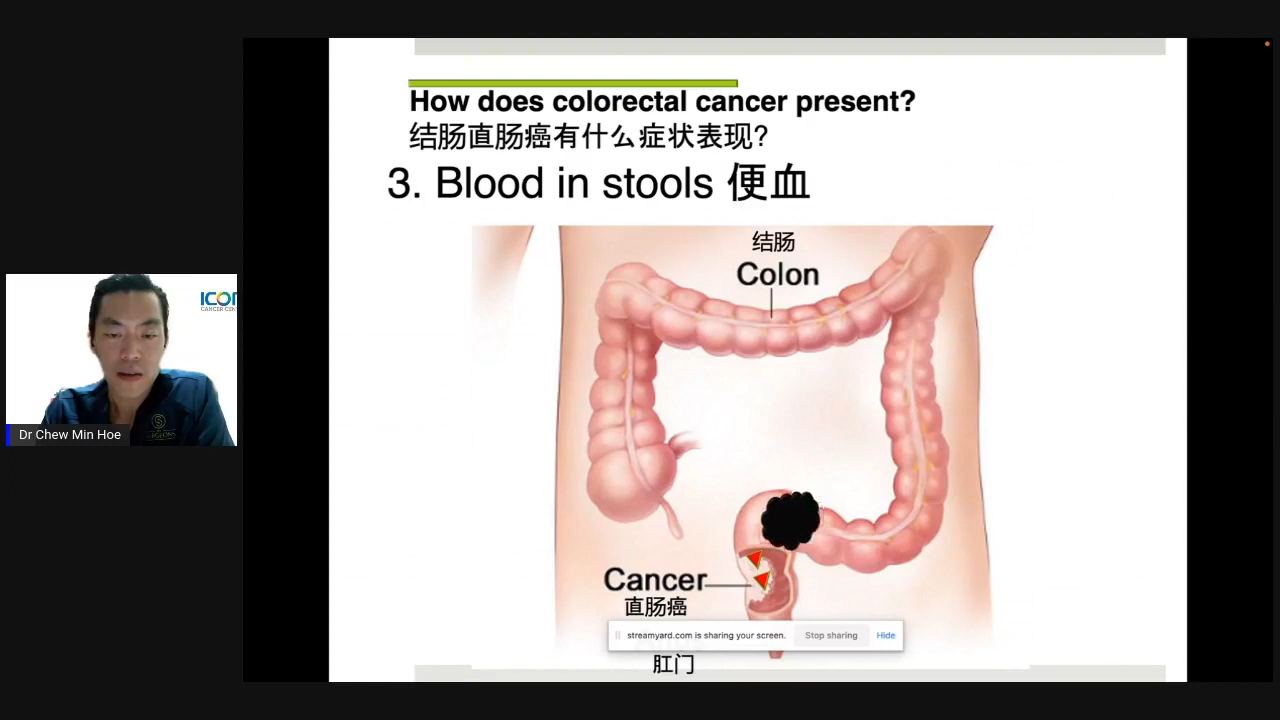 How does colorectal cancer present?
结肠直肠癌有什么症状表现?
3. Blood in stools 便血
结肠
Colon
ICON
CANCER CENT
Dr Chew Min Hoe
Cancer
直肠癌
streamyard.com is sharing your screen.
Stop sharing
Hide
肛门